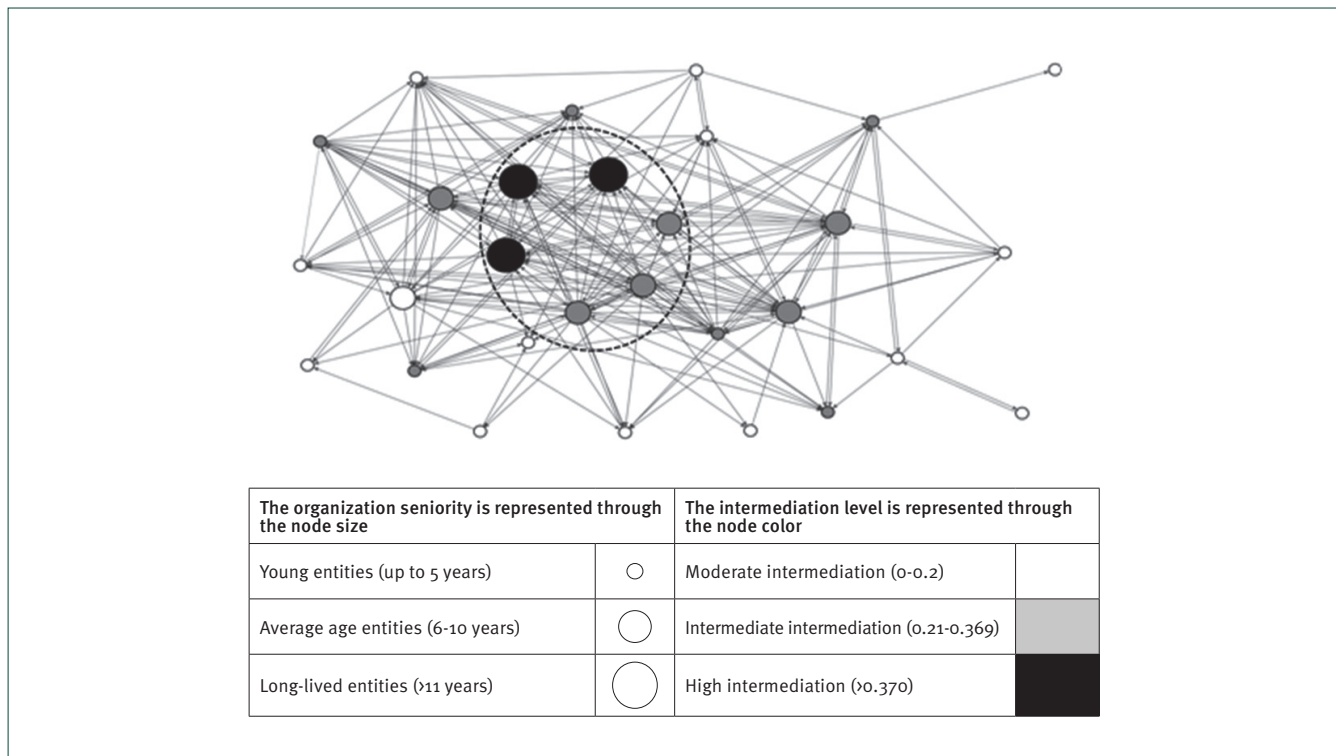 The organization seniority is represented through
the node size
The intermediation level is represented through
the node color
Young entities (up to 5 years)
Moderate intermediation (0-0.2)
Average age entities (6-10 years)
Intermediate intermediation (0.21-0.369)
Long-lived entities (>11 years)
High intermediation (>0.370)